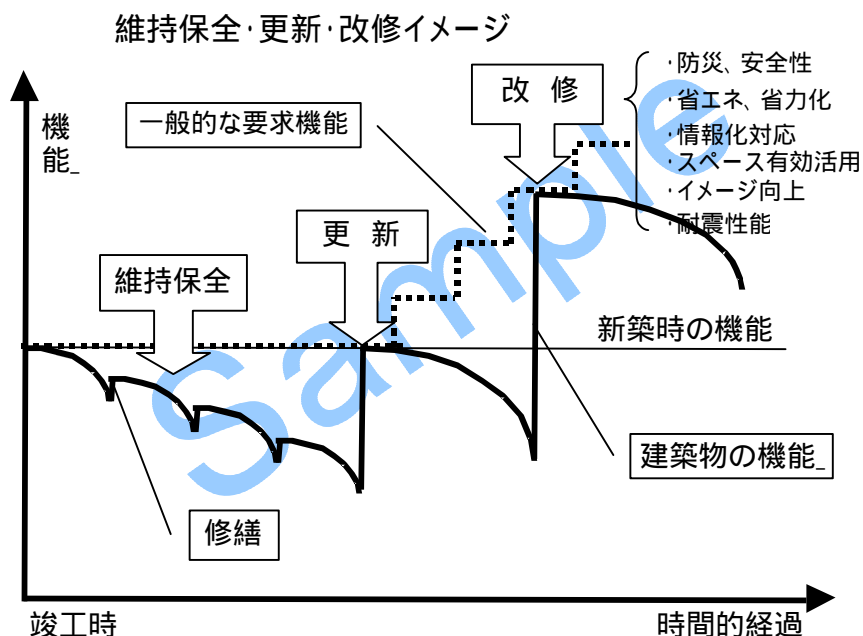 維持保全・更新・改修イメージ
機能_
一般的な要求機能
改 修
・防災、安全性
・省エネ、省力化
・情報化対応
・スペース有効活用
・イメージ向上
・耐震性能
更 新
維持保全
新築時の機能
建築物の機能_
修繕
竣工時
時間的経過
Sample